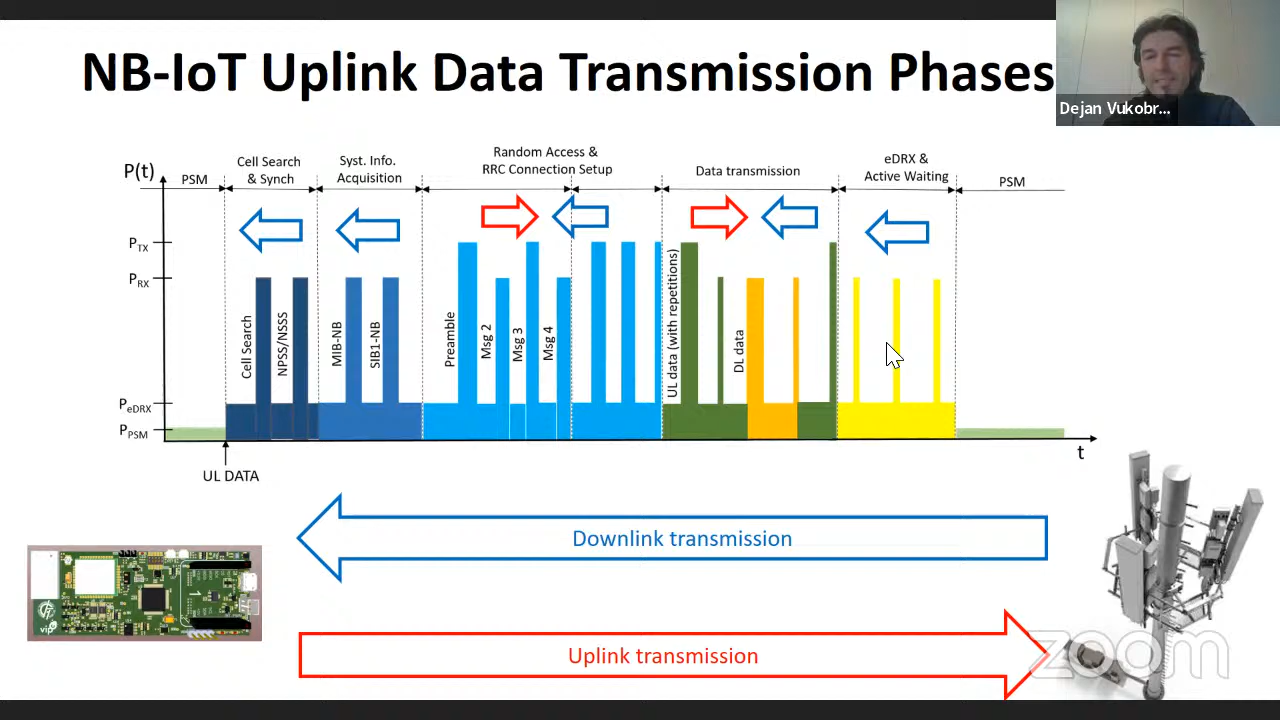 NB-IoT Uplink Data Transmission Phases
Dejan Vukobr...
P(t)
PSM
Cell Search
& Synch
Syst. Info.
Acquisition
Random Access &
RRC Connection Setup
Data transmission
eDRX &
Active Waiting
PSM
PTX
PRX
PeDRX
PPSM
Cell Search
NPSS/NSSS
MIB-NB
SIB1-NB
Preamble
Msg 2
Msg 3
Msg 4
UL data (with repetitions)
DL data
t
UL DATA
Downlink transmission
Uplink transmission
zoom